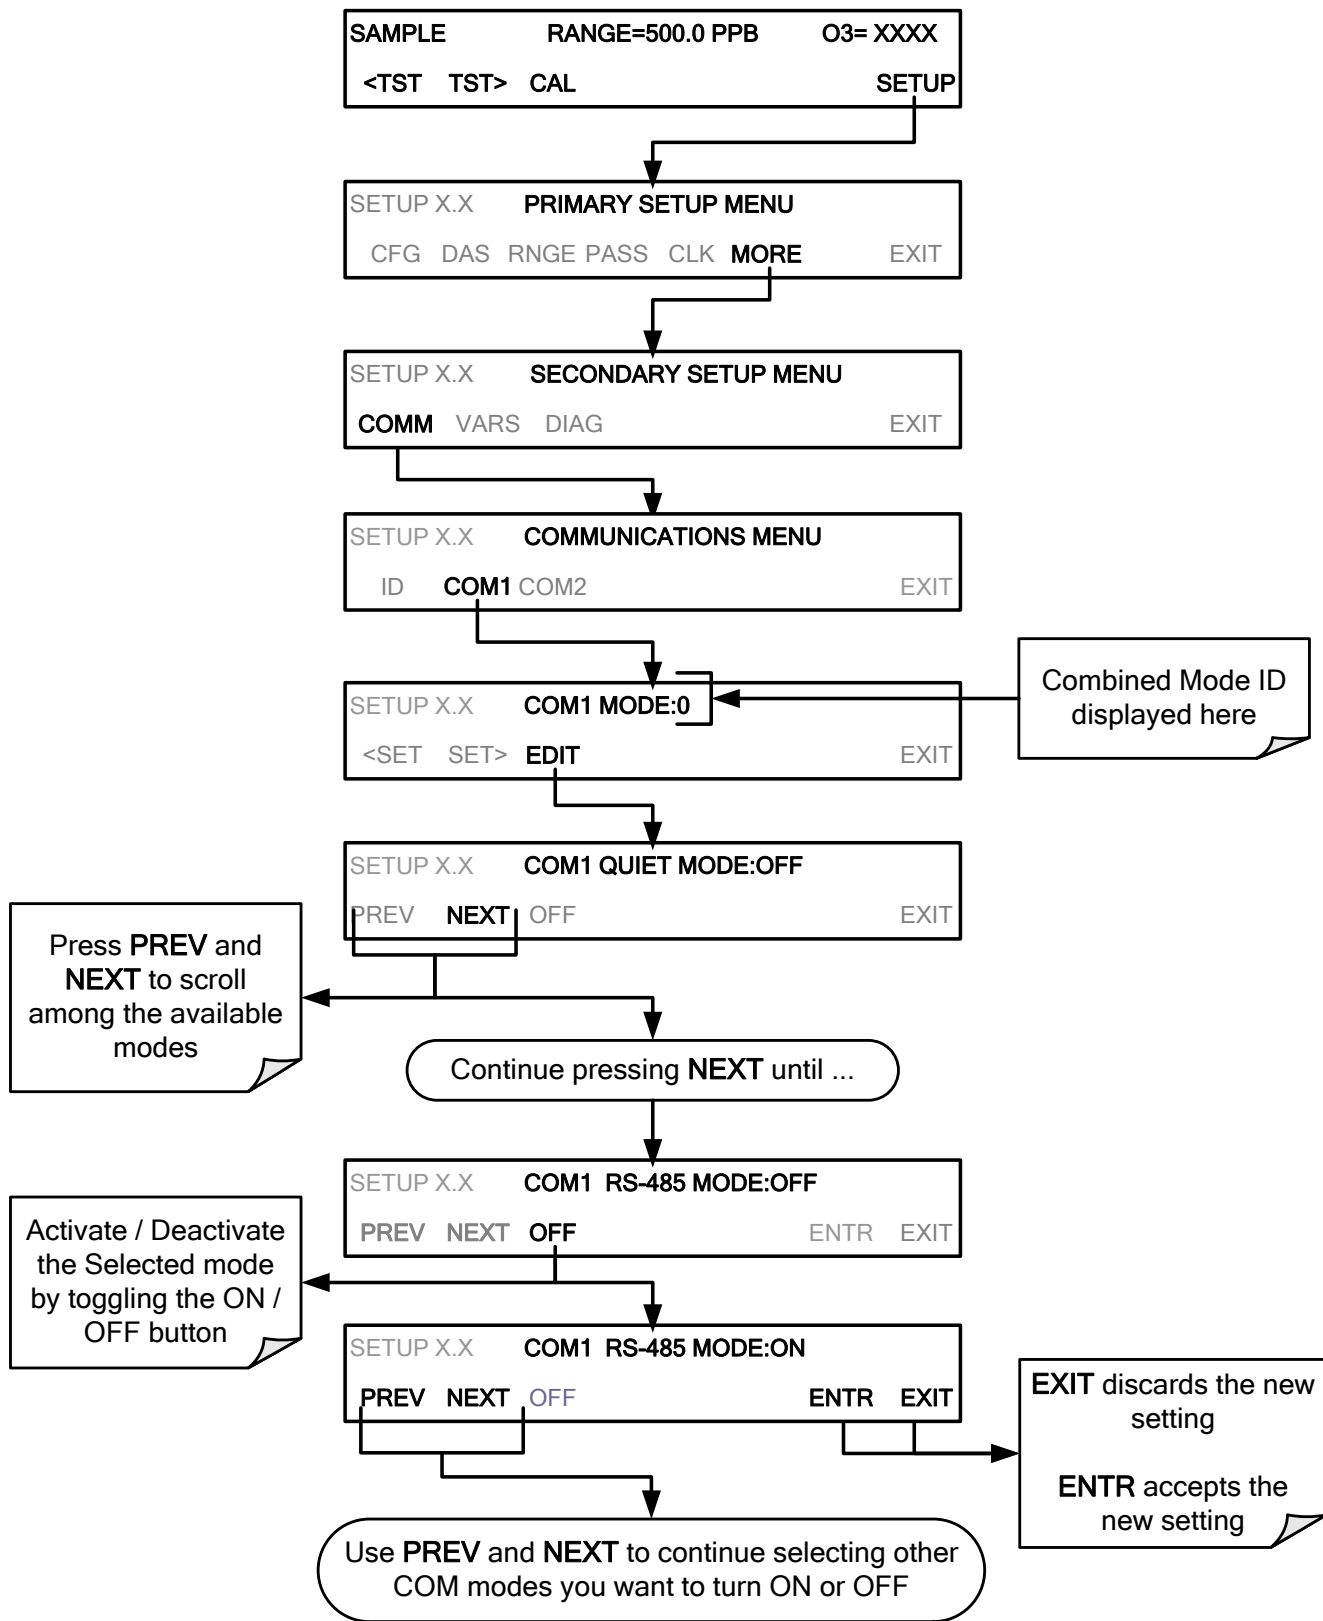 SAMPLE RANGE=500.0 PPB O3= XXXX
<TST TST> CAL SETUP
SETUP X.X PRIMARY SETUP MENU
CFG DAS RNGE PASS CLK MORE EXIT
SETUP X.X SECONDARY SETUP MENU
COMM VARS DIAG EXIT
SETUP X.X COMMUNICATIONS MENU
ID COM1 COM2 EXIT
SETUP X.X COM1 MODE:0
<SET SET> EDIT EXIT
Combined Mode ID
displayed here
SETUP X.X COM1 QUIET MODE:OFF
PREV NEXT OFF EXIT
Press PREV and
NEXT to scroll
among the available
modes
Continue pressing NEXT until ...
SETUP X.X COM1 RS-485 MODE:OFF
PREV NEXT OFF ENTR EXIT
Activate / Deactivate
the Selected mode
by toggling the ON /
OFF button
SETUP X.X COM1 RS-485 MODE:ON
PREV NEXT OFF ENTR EXIT
EXIT discards the new
setting
ENTR accepts the
new setting
Use PREV and NEXT to continue selecting other
COM modes you want to turn ON or OFF